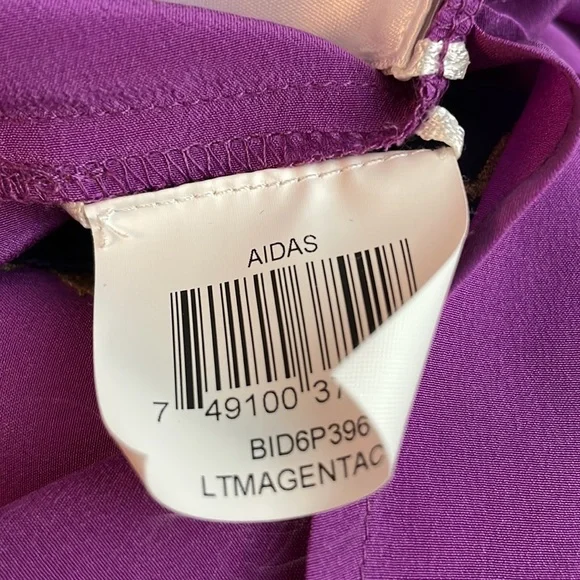 AIDAS
7 49100 37
BID6P396
LTMAGENTAC